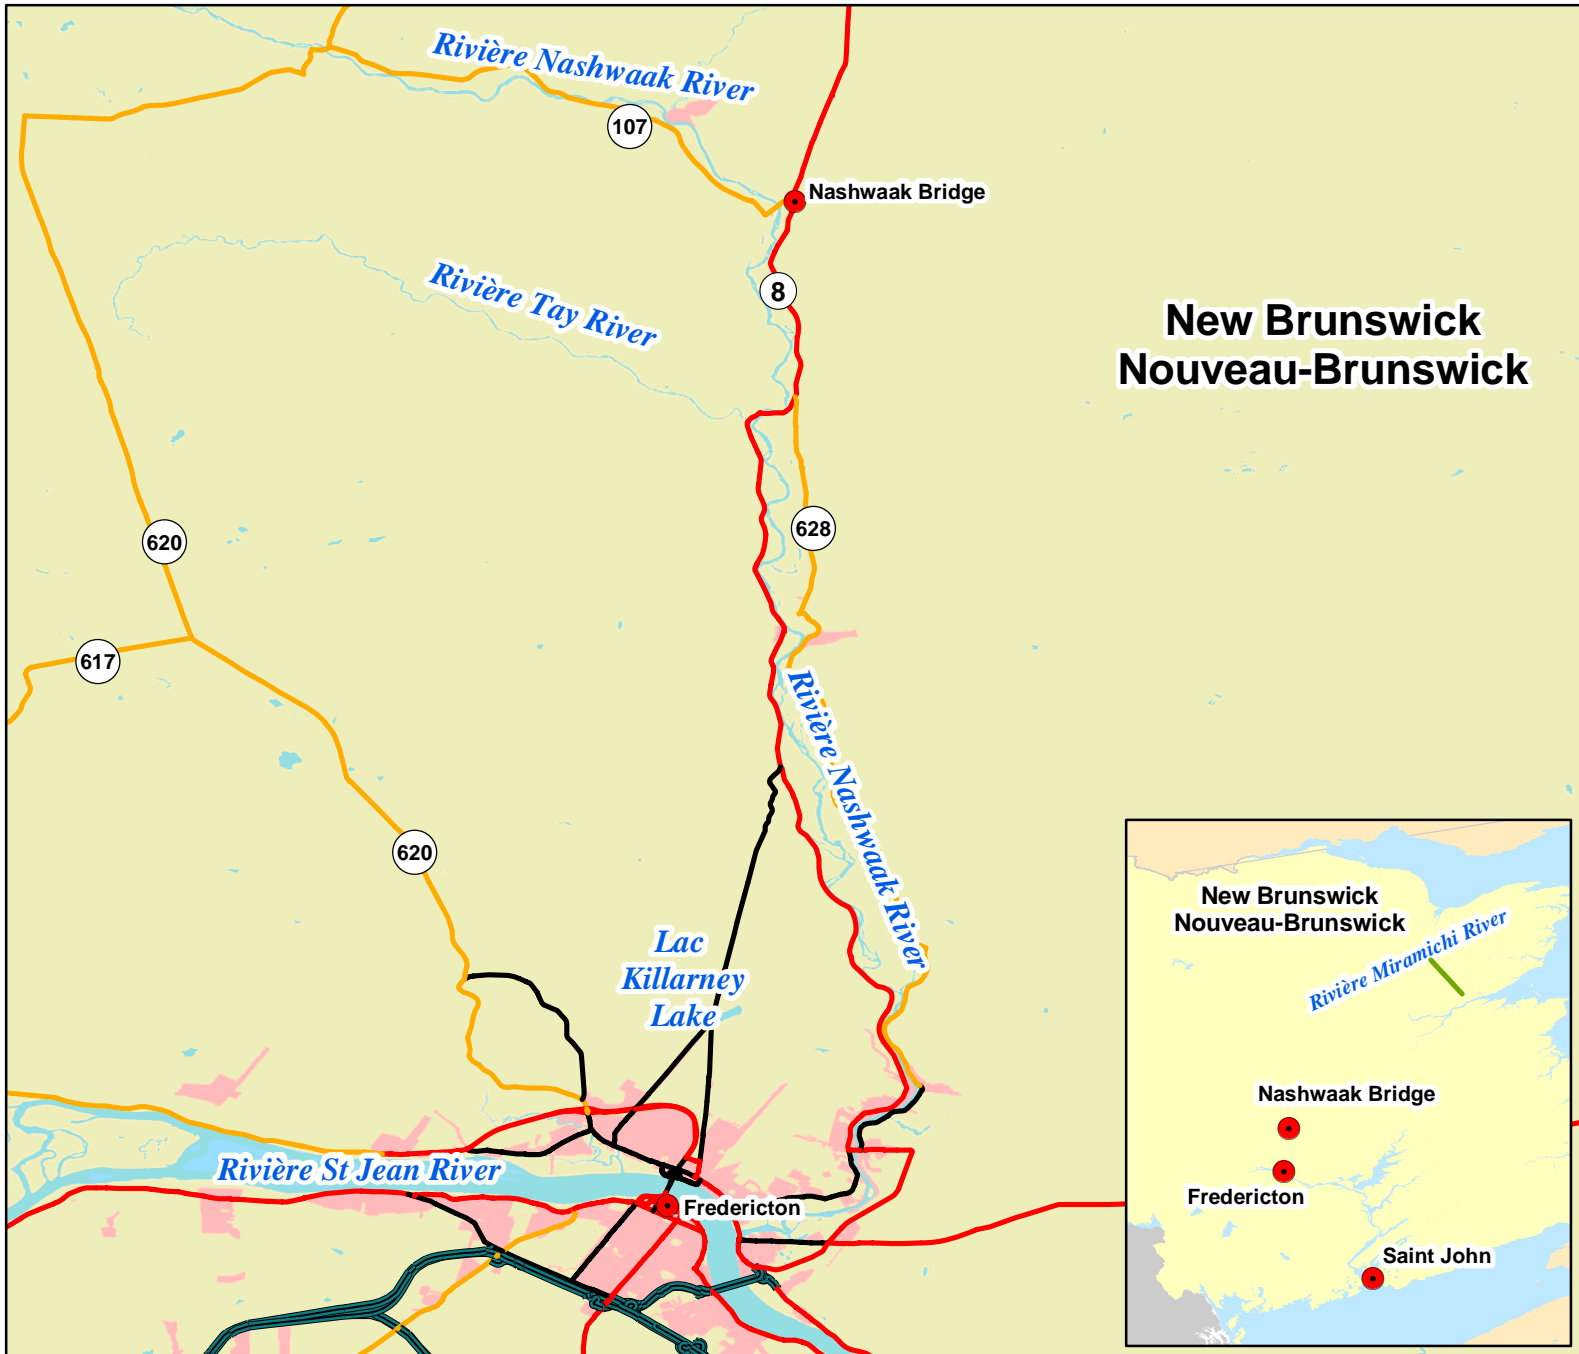 Rivière Nashwaak River
107
Nashwaak Bridge
Rivière Tay River
8
New Brunswick
Nouveau-Brunswick
620
628
617
Rivière Nashwaak River
620
Lac
Killarney
Lake
Rivière St Jean River
Fredericton
New Brunswick
Nouveau-Brunswick
Rivière Miramichi River
Nashwaak Bridge
Fredericton
Saint John